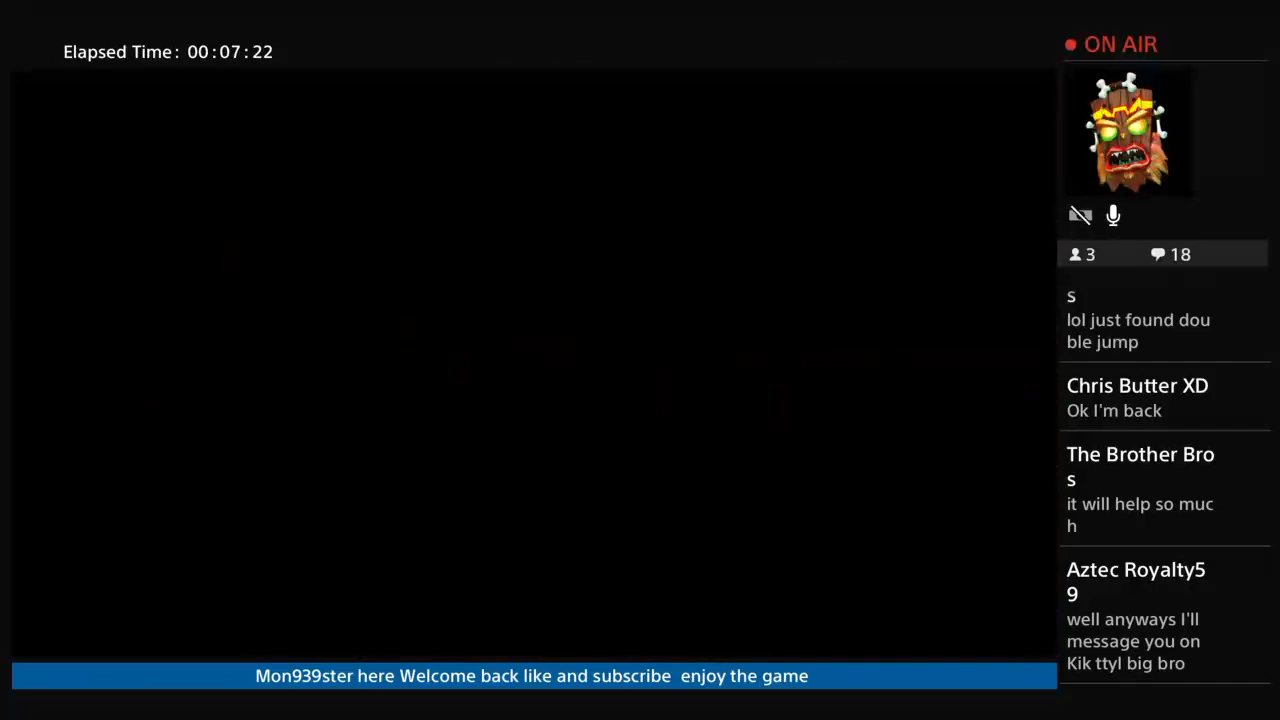 Elapsed Time: 00:07:22
ON AIR
3 18
s
lol just found dou
ble jump
Chris Butter XD
Ok I'm back
The Brother Bro
s
it will help so muc
h
Aztec Royalty5
9
well anyways I'll
message you on
Kik ttyl big bro
Mon939ster here Welcome back like and subscribe enjoy the game